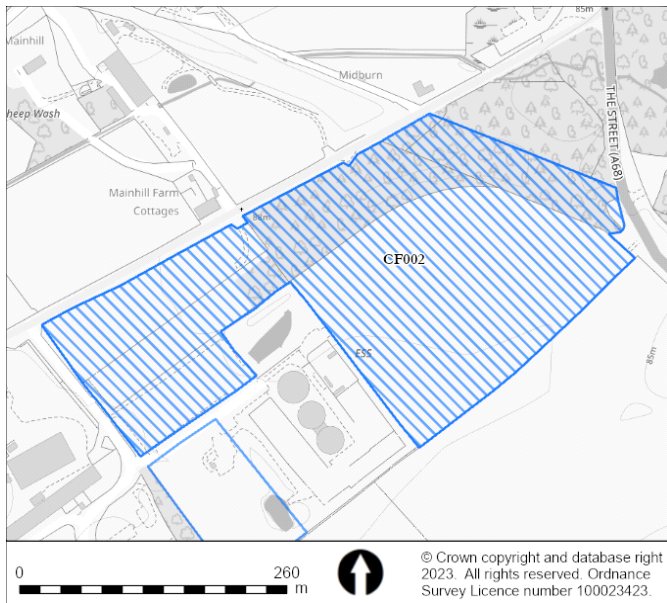 85m
Mainhill
Midburn
heep Wash
THE STREET (A68)
Mainhill Farm
Cottages
CF002
ESS
85m
0
260
m
© Crown copyright and database right
2023. All rights reserved. Ordnance
Survey Licence number 100023423.